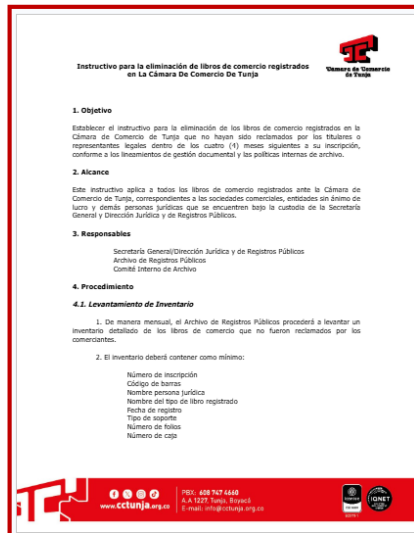 Instructivo para la eliminación de libros de comercio registrados
en La Cámara De Comercio De Tunja
Cámara de Comercio
de Tunja
1. Objetivo
Establecer el instructivo para la eliminación de los libros de comercio registrados en la
Cámara de Comercio de Tunja que no hayan sido reclamados por los titulares o
representantes legales dentro de los cuatro (4) meses siguientes a su inscripción,
conforme a los lineamientos de gestión documental y las políticas internas de archivo.
2. Alcance
Este instructivo aplica a todos los libros de comercio registrados ante la Cámara de
Comercio de Tunja, correspondientes a las sociedades comerciales, entidades sin ánimo de
lucro y demás personas jurídicas que se encuentren bajo la custodia de la Secretaría
General y Dirección Jurídica y de Registros Públicos.
3. Responsables
Secretaría General/Dirección Jurídica y de Registros Públicos
Archivo de Registros Públicos
Comité Interno de Archivo
4. Procedimiento
4.1. Levantamiento de Inventario
1. De manera mensual, el Archivo de Registros Públicos procederá a levantar un
inventario detallado de los libros de comercio que no fueron reclamados por los
comerciantes.
2. El inventario deberá contener como mínimo:
Número de inscripción
Código de barras
Nombre persona jurídica
Nombre del tipo de libro registrado
Fecha de registro
Tipo de soporte
Número de folios
Número de caja
www.cctunja.org.co
PBX: 608 747 4660
A.A 1227, Tunja, Boyacá
E-mail: info@cctunja.org.co
IQNET